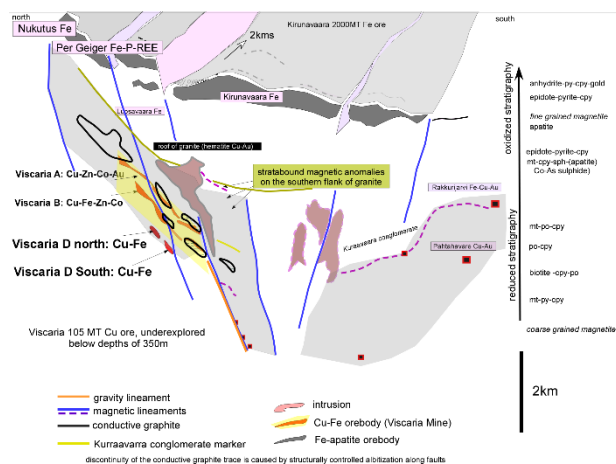 north
south
Nukutus Fe
Per Geiger Fe-P-REE
Kirunavaara 2000MT Fe ore
2kms
Luosavaara Fe
Kirunavaara Fe
roof of granite (hematite Cu-Au)
Viscaria A: Cu-Zn-Co-Au
Viscaria B: Cu-Fe-Zn-Co
Viscaria D north: Cu-Fe
Viscaria D South: Cu-Fe
stratabound magnetic anomalies
on the southern flank of granite
Rakkurjarvi Fe-Cu-Au
Kuraavaara conglomerate
Pahtahavare Cu-Au
oxidized stratigraphy
reduced stratigraphy
anhydrite-py-cpy-gold
epidote-pyrite-cpy
fine grained magnetite
apatite
epidote-pyrite-cpy
mt-cpy-sph-(apatite)
Co-As sulphide)
mt-po-cpy
po-cpy
biotite -cpy-po
mt-py-cpy
coarse grained magnetite
Viscaria 105 MT Cu ore, underexplored
below depths of 350m
2km
gravity lineament
magnetic lineaments
conductive graphite
Kurraavarra conglomerate marker
intrusion
Cu-Fe orebody (Viscaria Mine)
Fe-apatite orebody
discontinuity of the conductive graphite trace is caused by structurally controlled albitization along faults